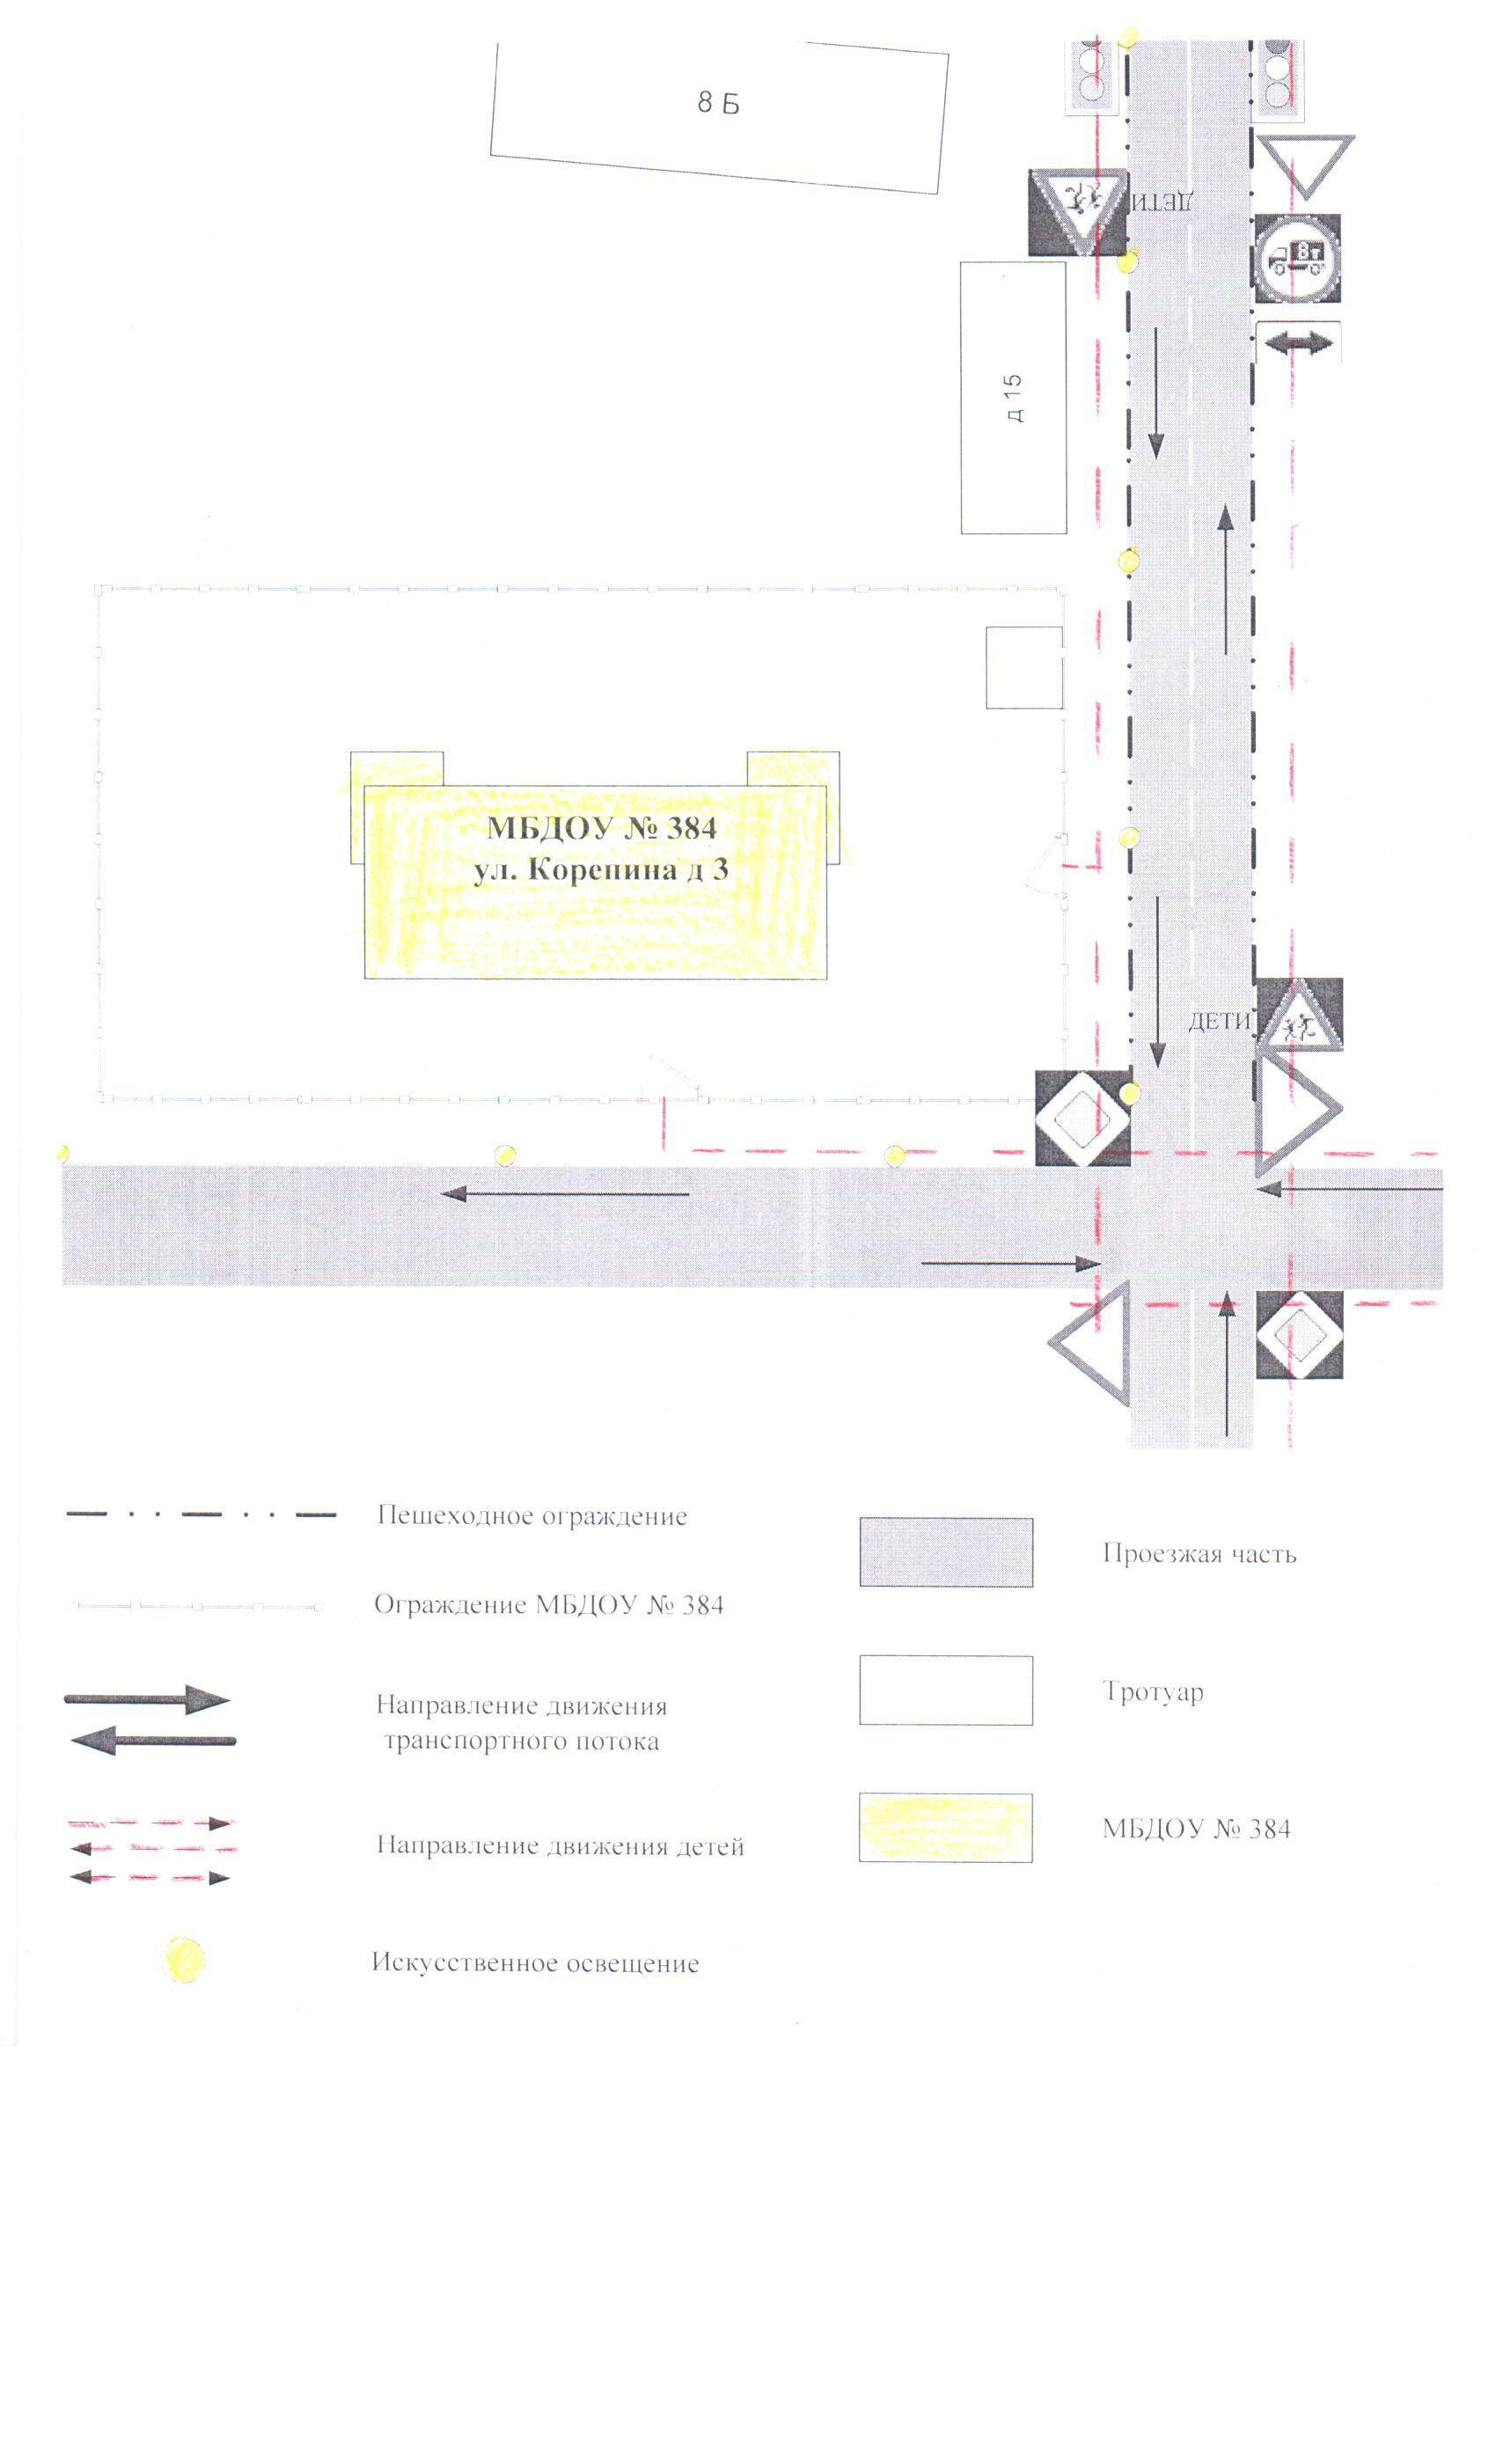 8 Б
ДЕТИ
8т
д 15
МБДОУ № 384
ул. Корепина д 3
ДЕТИ
Пешеходное ограждение
Проезжая часть
Ограждение МБДОУ № 384
Тротуар
Направление движения
транспортного потока
МБДОУ № 384
Направление движения детей
Искусственное освещение